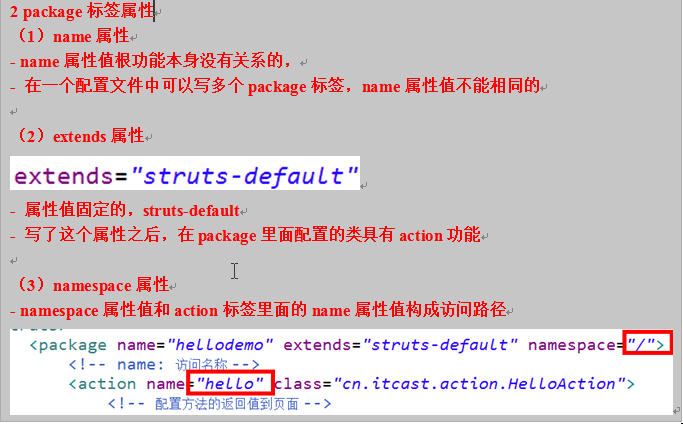 2 package 标签属性
（1）name 属性
- name 属性值根功能本身没有关系的，
- 在一个配置文件中可以写多个 package 标签，name 属性值不能相同的
（2）extends 属性
extends="struts-default"
- 属性值固定的，struts-default
- 写了这个属性之后，在 package 里面配置的类具有 action 功能
（3）namespace 属性
- namespace 属性值和 action 标签里面的 name 属性值构成访问路径
<package name="hellodemo" extends="struts-default" namespace="/">
<!-- name: 访问名称 -->
<action name="hello" class="cn.itcast.action.HelloAction">
<!-- 配置方法的返回值到页面 -->